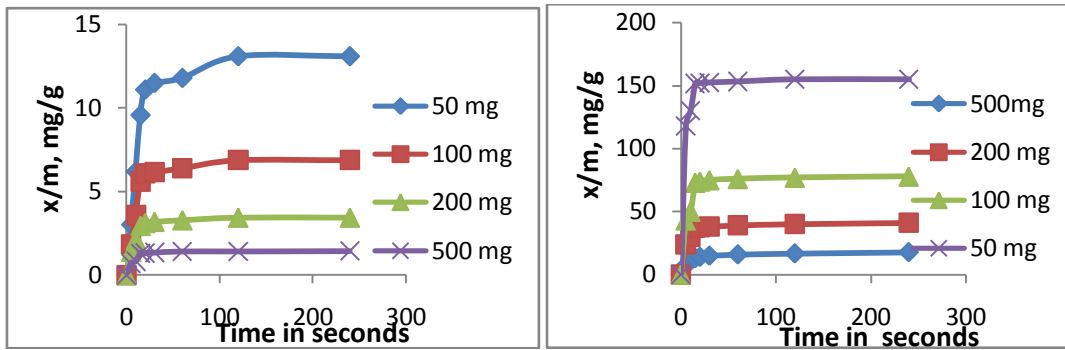 x/m, mg/g
15
10
5
0
0 100 200 300
Time in seconds
50 mg
100 mg
200 mg
500 mg
x/m, mg/g
200
150
100
50
0
0 100 200 300
Time in seconds
500mg
200 mg
100 mg
50 mg